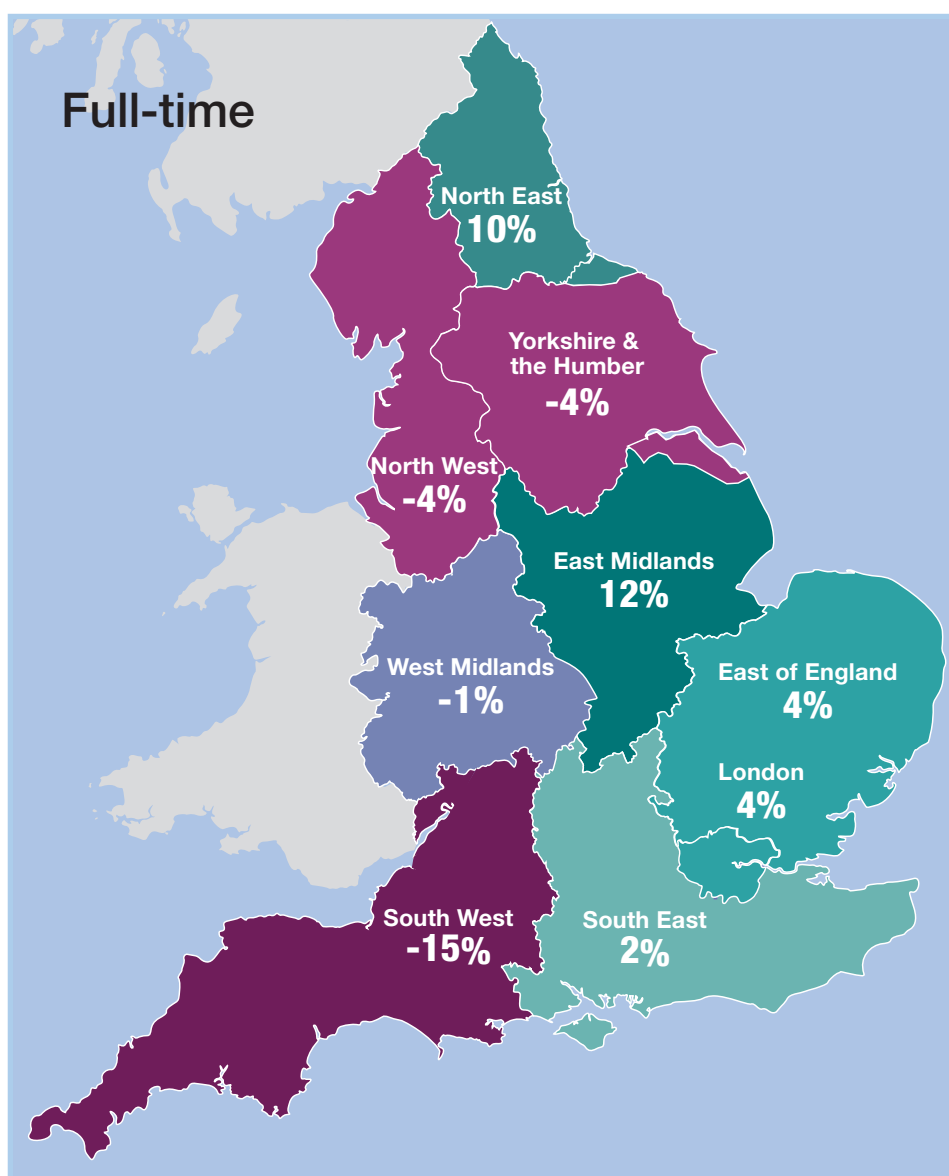 Full-time
North East
10%
Yorkshire &
the Humber
-4%
North West
-4%
East Midlands
12%
West Midlands
-1%
East of England
4%
London
4%
South West
-15%
South East
2%